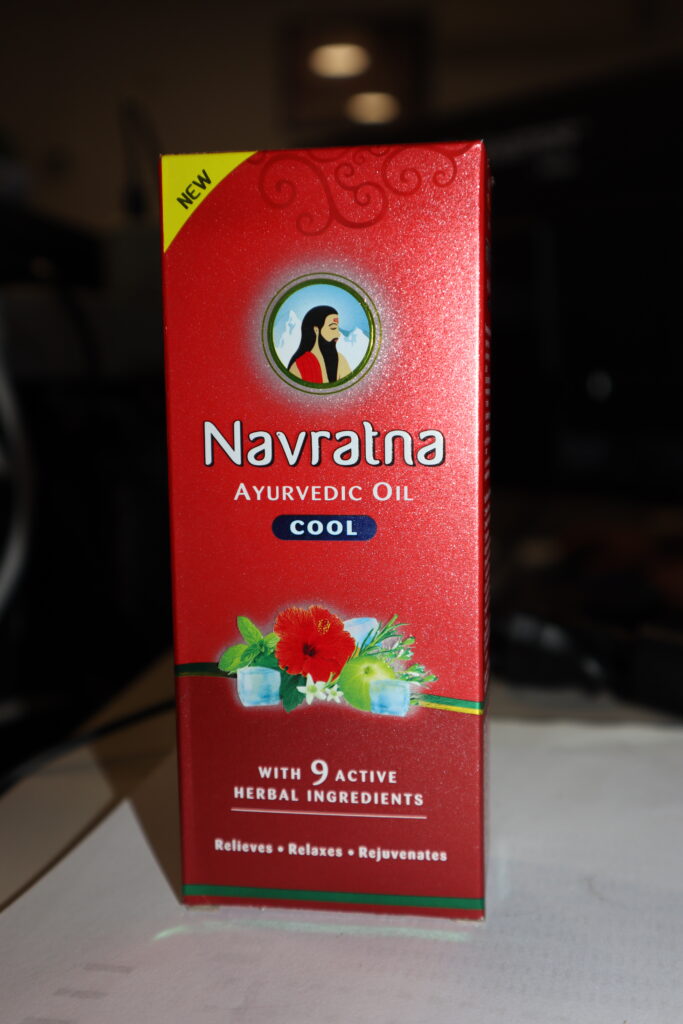 NEW
Navratna
AYURVEDIC OIL
COOL
WITH 9 ACTIVE
HERBAL INGREDIENTS
Relieves • Relaxes • Rejuvenates